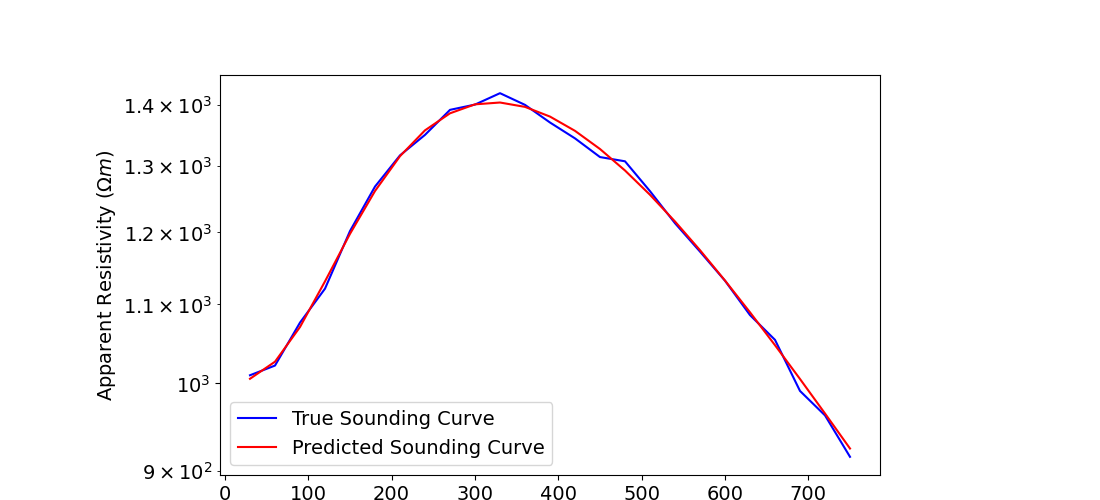 Apparent Resistivity (Ωm)
1.4 × 10³
1.3 × 10³
1.2 × 10³
1.1 × 10³
10³
9 × 10²
True Sounding Curve
Predicted Sounding Curve
0 100 200 300 400 500 600 700